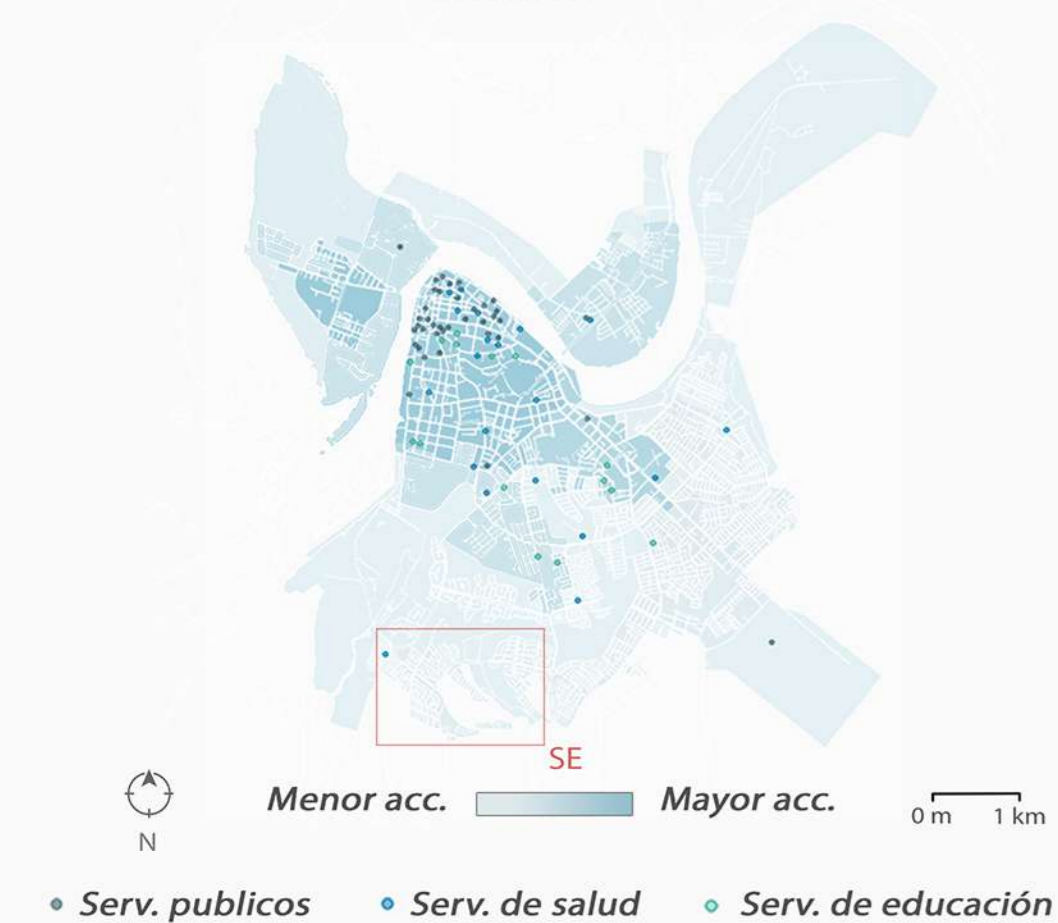 SE
Menor acc.
Mayor acc.
0 m 1 km
N
Serv. publicos
Serv. de salud
Serv. de educación